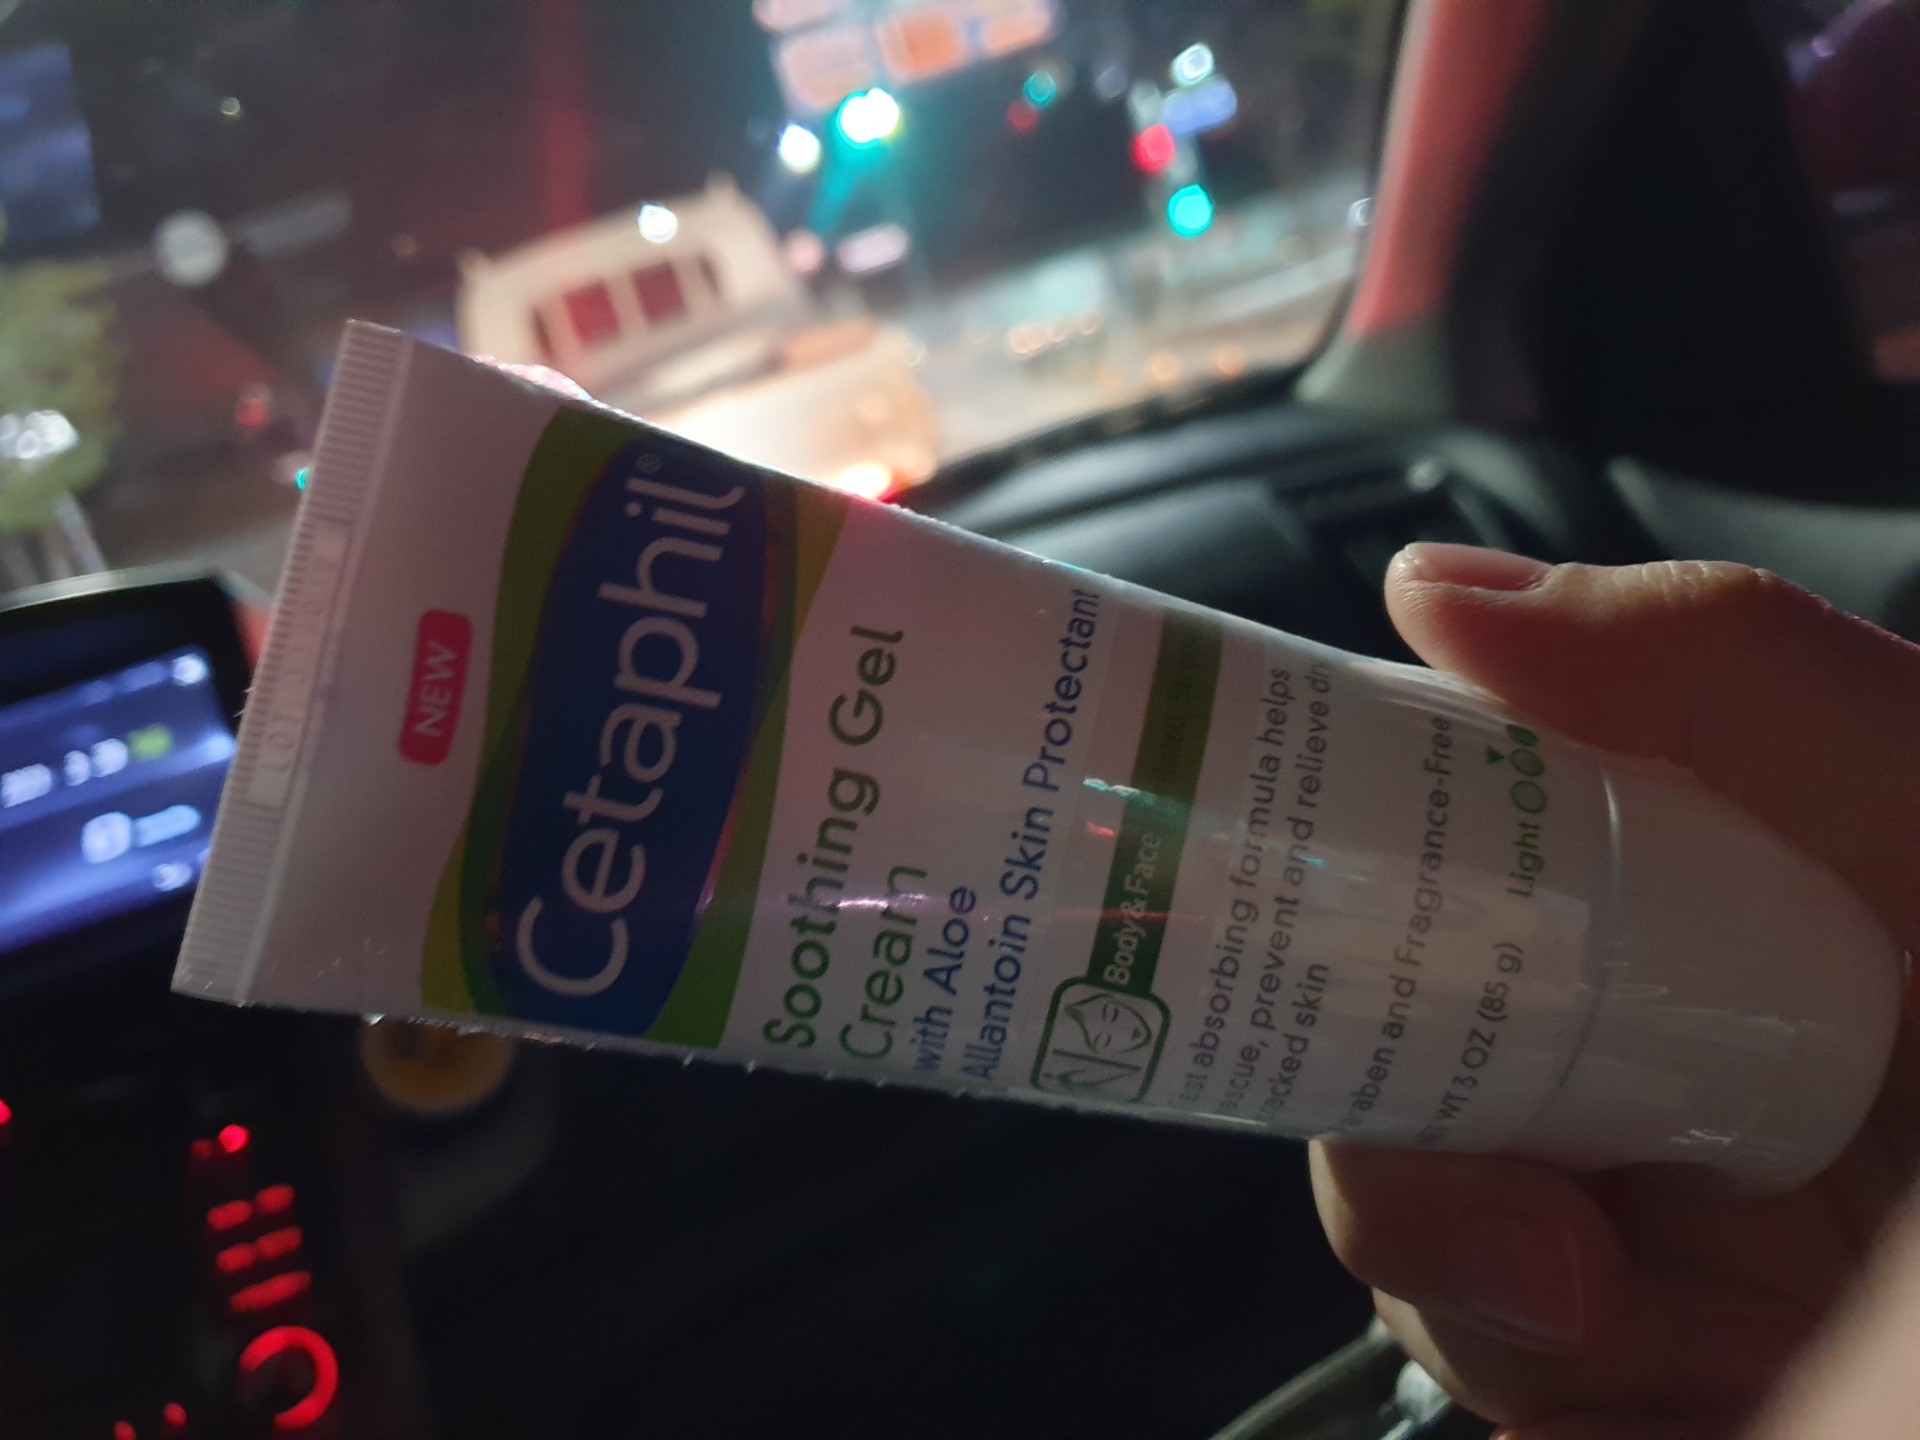 NEW
Cetaphil®
Soothing Gel
Cream
with Aloe
Allantoin Skin Protectant
Body & Face
absorbing formula helps
prevent and relieve
skin
and Fragrance-Free
WT 3 OZ (85 g)
Light